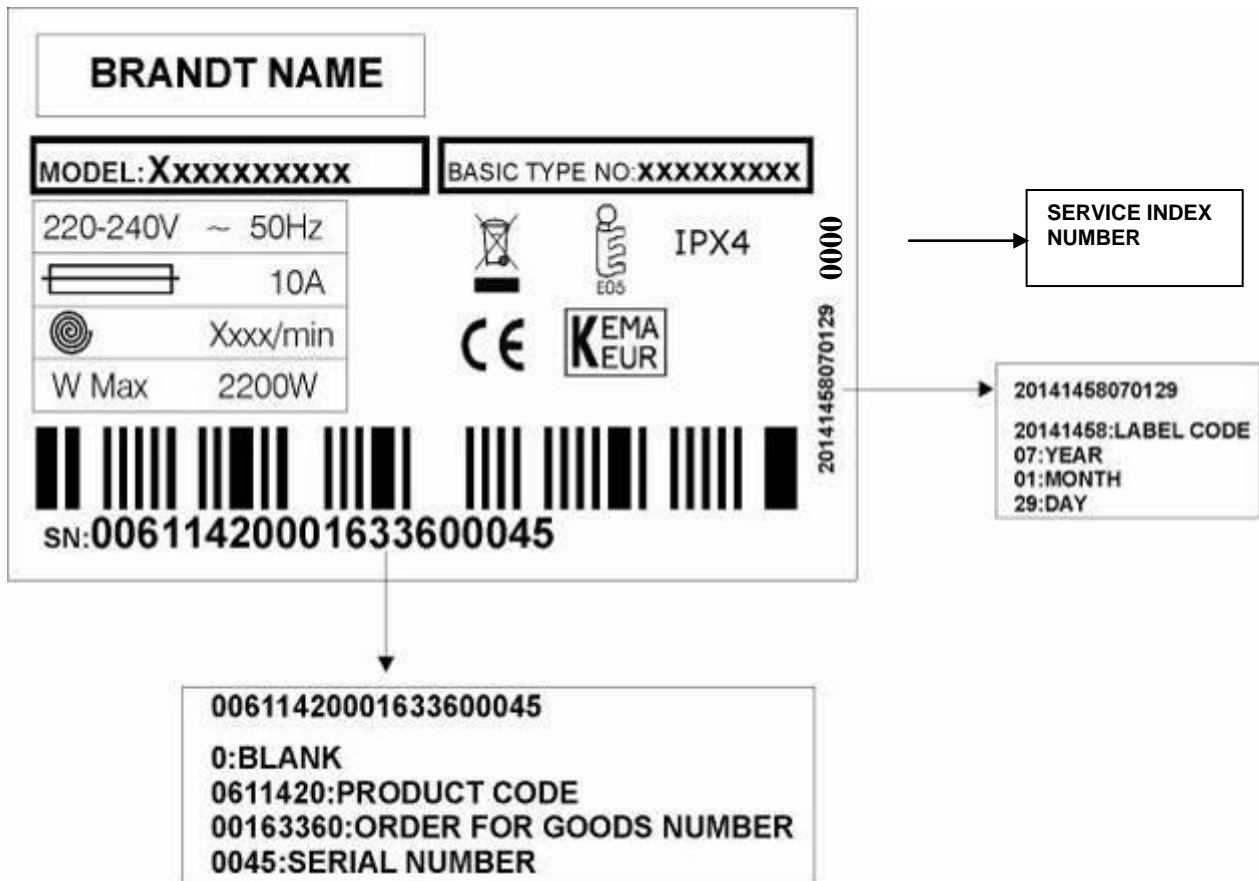 BRANDT NAME
MODEL:Xxxxxxxxxx
BASIC TYPE NO:xxxxxxxxx
220-240V ~ 50Hz
10A
Xxxx/min
W Max 2200W
E05
IPX4
CE
KEMA
EUR
0000
20141458070129
SN:00611420001633600045
SERVICE INDEX
NUMBER
20141458070129
20141458:LABEL CODE
07:YEAR
01:MONTH
29:DAY
00611420001633600045
0:BLANK
0611420:PRODUCT CODE
00163360:ORDER FOR GOODS NUMBER
0045:SERIAL NUMBER